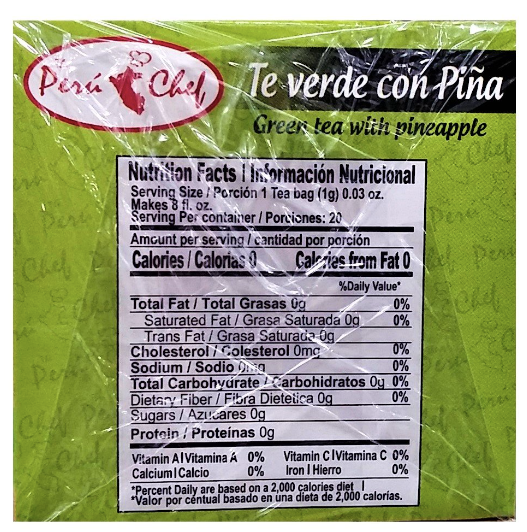 Perú Chef
Te verde con Piña
Green tea with pineapple
Nutrition Facts | Información Nutricional
Serving Size / Porción 1 Tea bag (1g) 0.03 oz.
Makes 8 fl. oz.
Serving Per container / Porciones: 20
Amount per serving / cantidad por porción
Calories / Calorias 0 Calories from Fat 0
%Daily Value*
Total Fat / Total Grasas 0g 0%
Saturated Fat / Grasa Saturada 0g 0%
Trans Fat / Grasa Saturada 0g
Cholesterol / Colesterol 0mg 0%
Sodium / Sodio 0mg 0%
Total Carbohydrate / Carbohidratos 0g 0%
Dietary Fiber / Fibra Dietetica 0g 0%
Sugars / Azucares 0g
Protein / Proteínas 0g
Vitamin A|Vitamina A 0% Vitamin C|Vitamina C 0%
Calcium|Calcio 0% Iron | Hierro 0%
*Percent Daily are based on a 2,000 calories diet |
*Valor por centual basado en una dieta de 2,000 calorías.